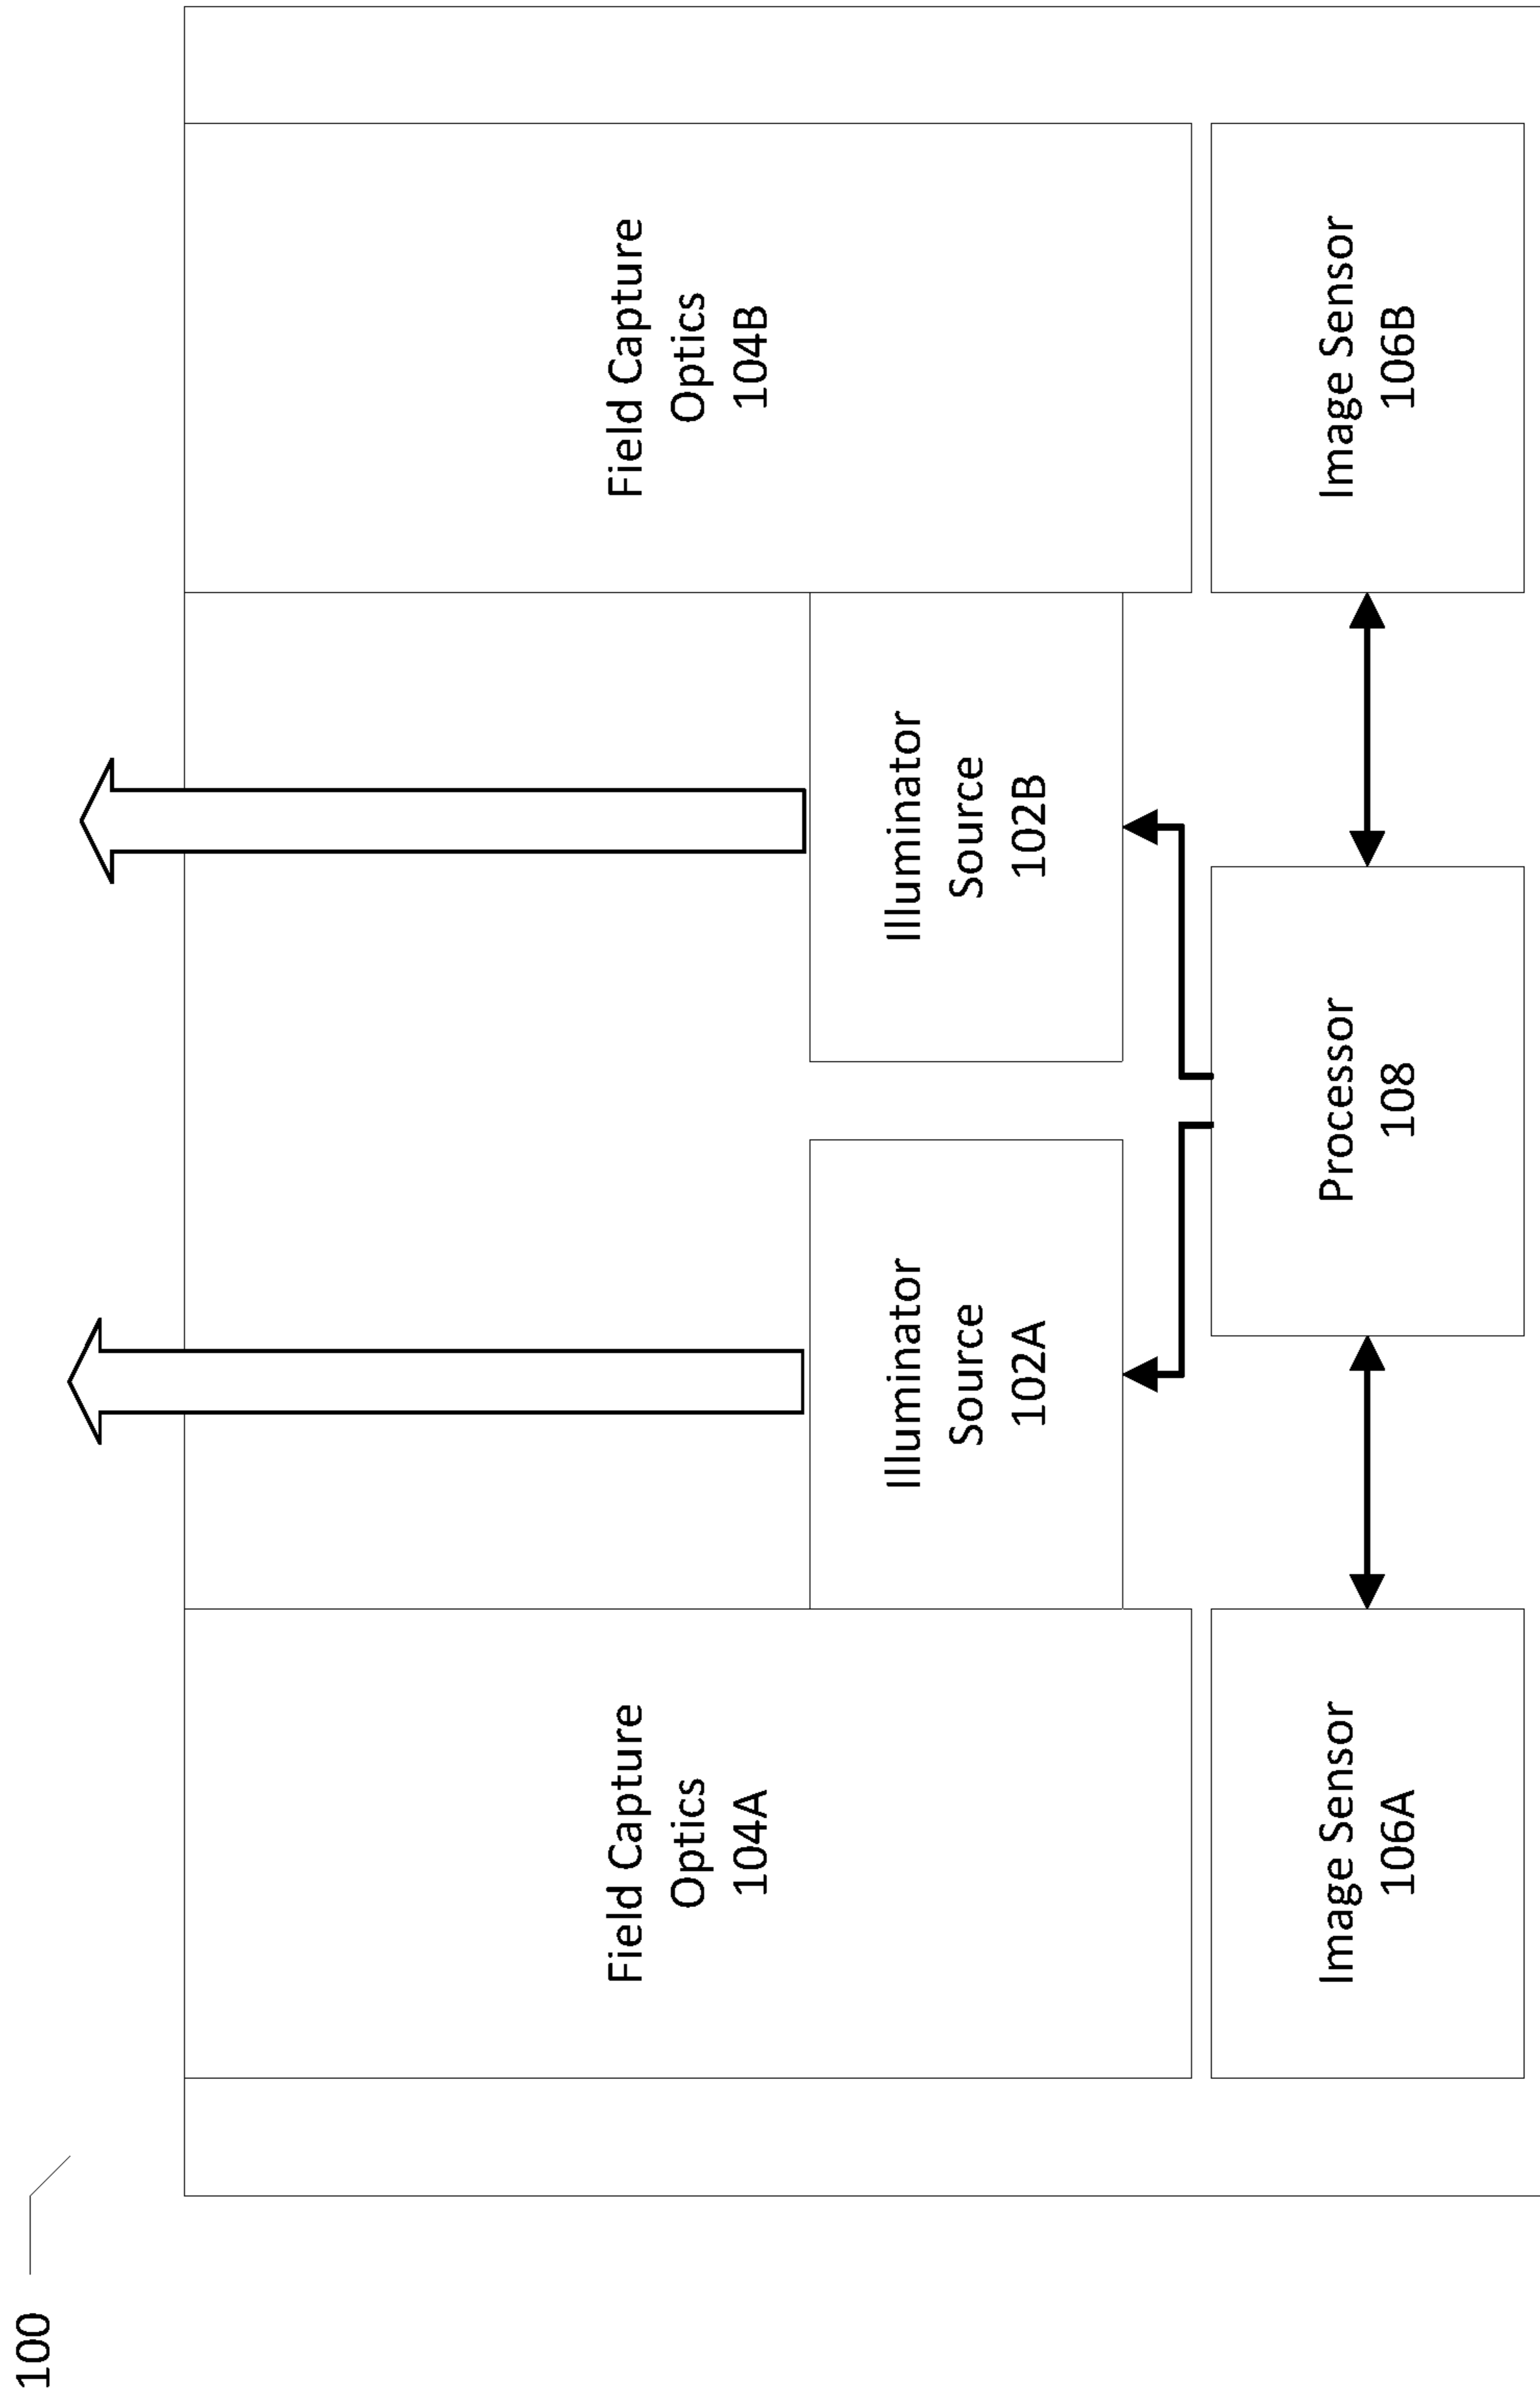 100
Field Capture
Optics
104A
Field Capture
Optics
104B
Illuminator
Source
102A
Illuminator
Source
102B
Image Sensor
106A
Processor
108
Image Sensor
106B